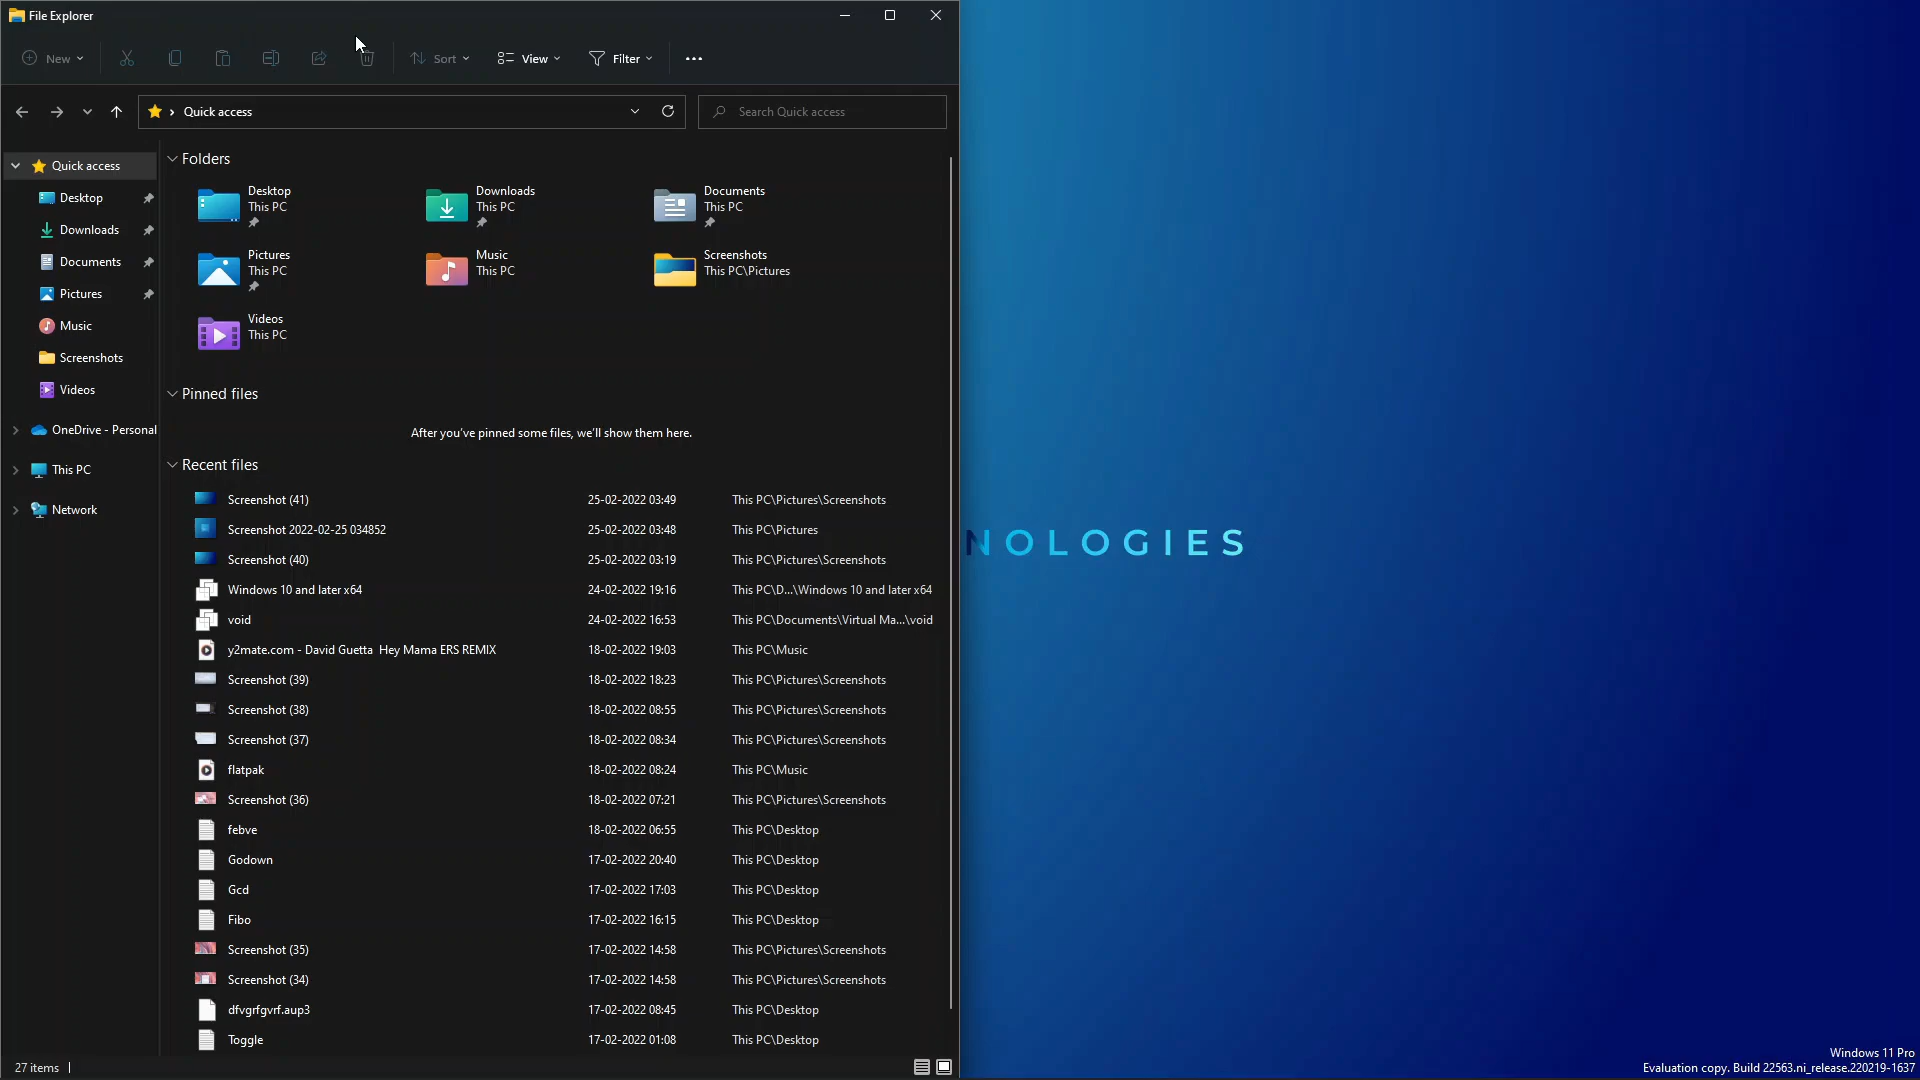 File Explorer
New
Sort
View
Filter
Quick access
Search Quick access
Quick access
Desktop
Downloads
Documents
Pictures
Music
Screenshots
Videos
OneDrive - Personal
This PC
Network
Folders
Desktop
This PC
Downloads
This PC
Documents
This PC
Pictures
This PC
Music
This PC
Screenshots
This PC\Pictures
Videos
This PC
Pinned files
After you've pinned some files, we'll show them here.
Recent files
Screenshot (41) 25-02-2022 03:49 This PC\Pictures\Screenshots
Screenshot 2022-02-25 034852 25-02-2022 03:48 This PC\Pictures
Screenshot (40) 25-02-2022 03:19 This PC\Pictures\Screenshots
Windows 10 and later x64 24-02-2022 19:16 This PC\D...\Windows 10 and later x64
void 24-02-2022 16:53 This PC\Documents\Virtual Ma...\void
y2mate.com - David Guetta Hey Mama ERS REMIX 18-02-2022 19:03 This PC\Music
Screenshot (39) 18-02-2022 18:23 This PC\Pictures\Screenshots
Screenshot (38) 18-02-2022 08:55 This PC\Pictures\Screenshots
Screenshot (37) 18-02-2022 08:34 This PC\Pictures\Screenshots
flatpak 18-02-2022 08:24 This PC\Music
Screenshot (36) 18-02-2022 07:21 This PC\Pictures\Screenshots
febve 18-02-2022 06:55 This PC\Desktop
Godown 17-02-2022 20:40 This PC\Desktop
Gcd 17-02-2022 17:03 This PC\Desktop
Fibo 17-02-2022 16:15 This PC\Desktop
Screenshot (35) 17-02-2022 14:58 This PC\Pictures\Screenshots
Screenshot (34) 17-02-2022 14:58 This PC\Pictures\Screenshots
dfvgrfgvrf.aup3 17-02-2022 08:45 This PC\Desktop
Toggle 17-02-2022 01:08 This PC\Desktop
27 items
NOLOGIES
Windows 11 Pro
Evaluation copy. Build 22563.ni_release.220219-1637